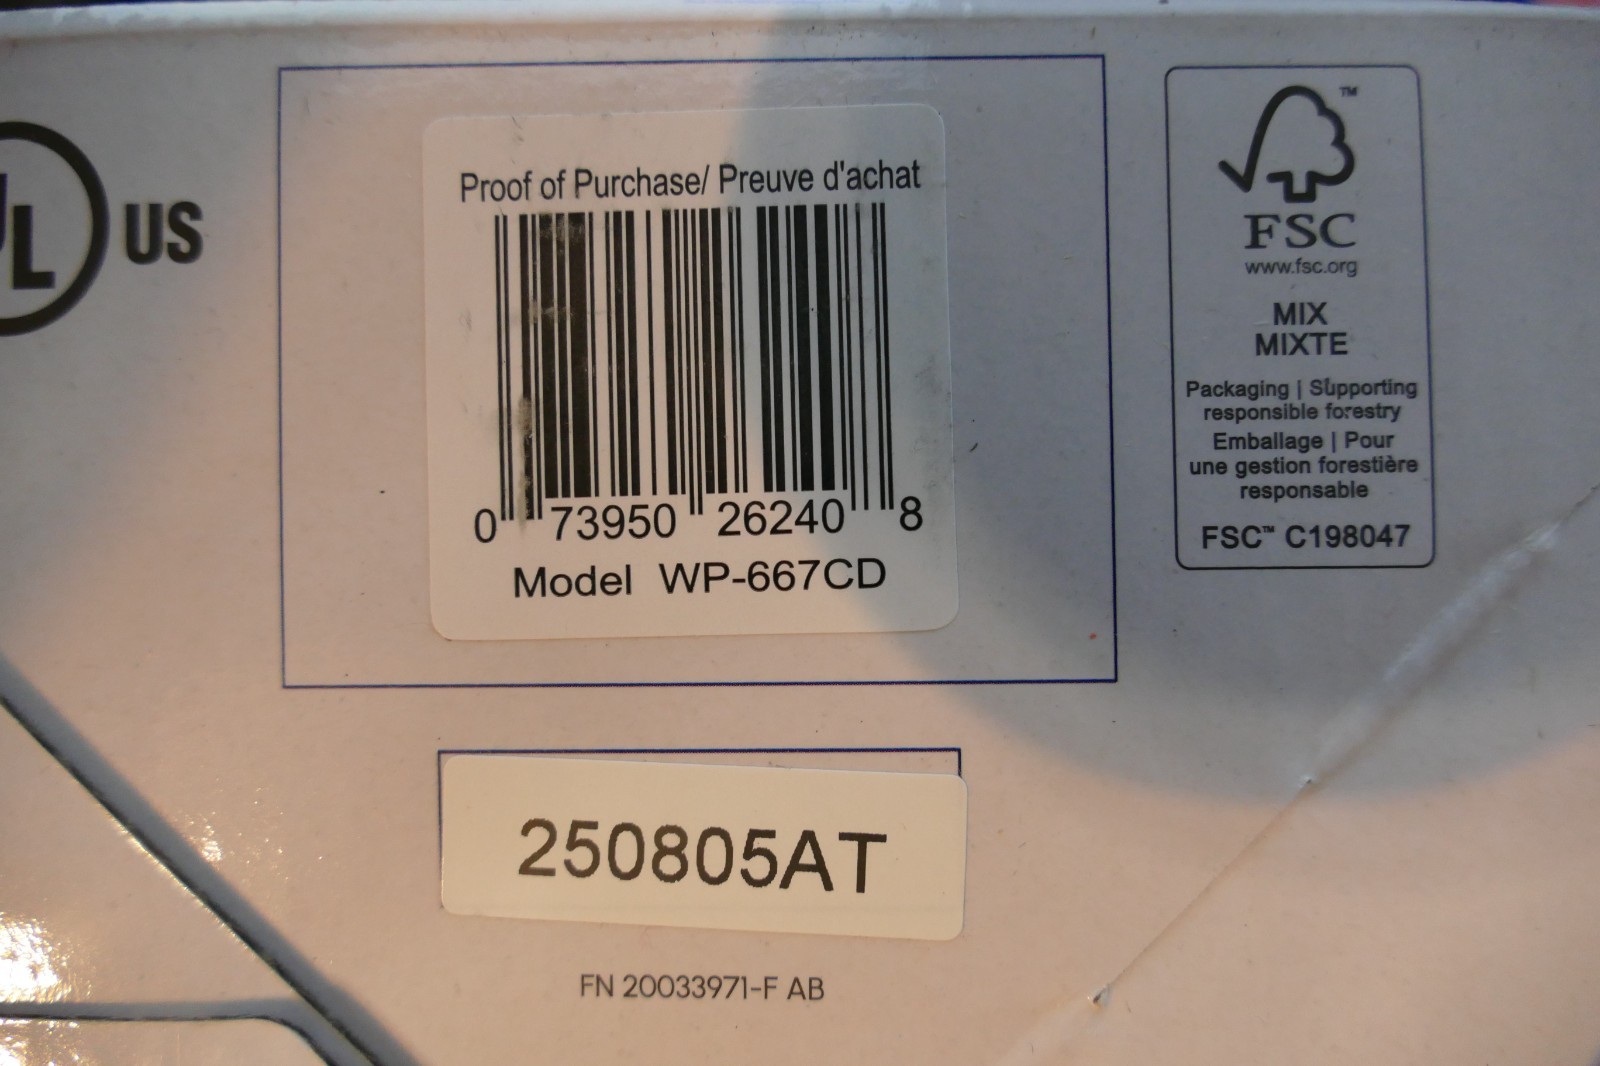 US
Proof of Purchase/ Preuve d'achat
0 73950 26240 8
Model WP-667CD
250805AT
FN 20033971-F AB
TM
FSC
www.fsc.org
MIX
MIXTE
Packaging | Supporting
responsible forestry
Emballage | Pour
une gestion forestière
responsable
FSC™ C198047